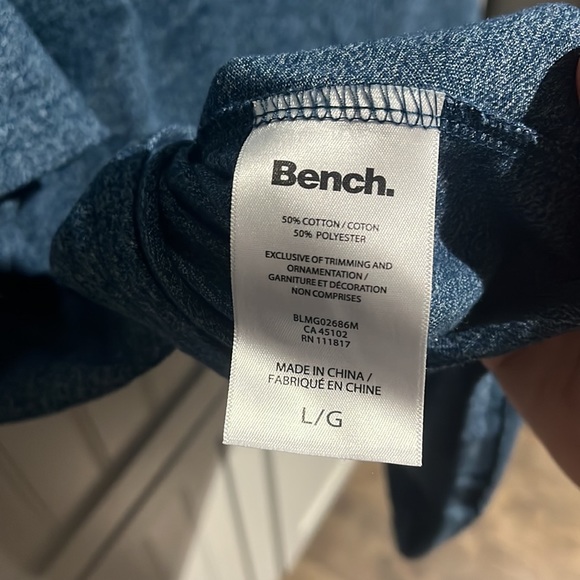 Bench.
50% COTTON / COTON
50% POLYESTER
EXCLUSIVE OF TRIMMING AND
ORNAMENTATION /
GARNITURE ET DÉCORATION
NON COMPRISES
BLMG02686M
CA 45102
RN 111817
MADE IN CHINA /
FABRIQUÉ EN CHINE
L/G